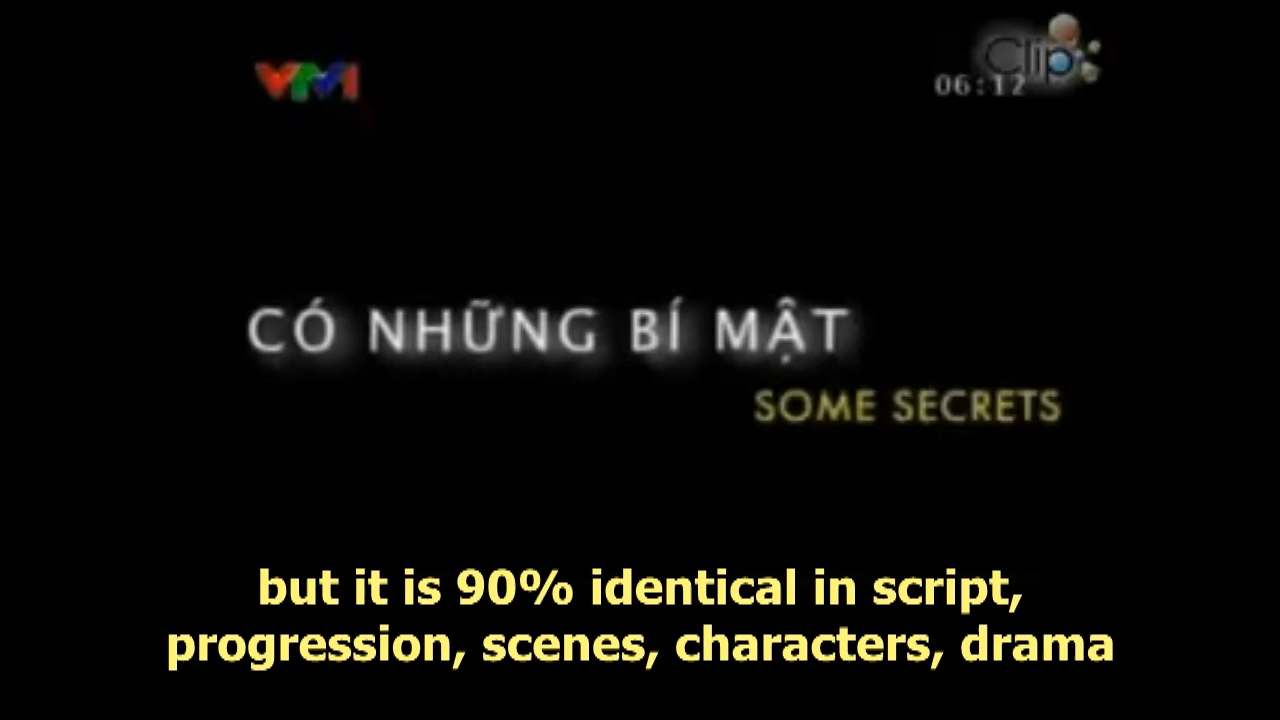 VTV1
Clip
06:12
CÓ NHỮNG BÍ MẬT
SOME SECRETS
but it is 90% identical in script,
progression, scenes, characters, drama